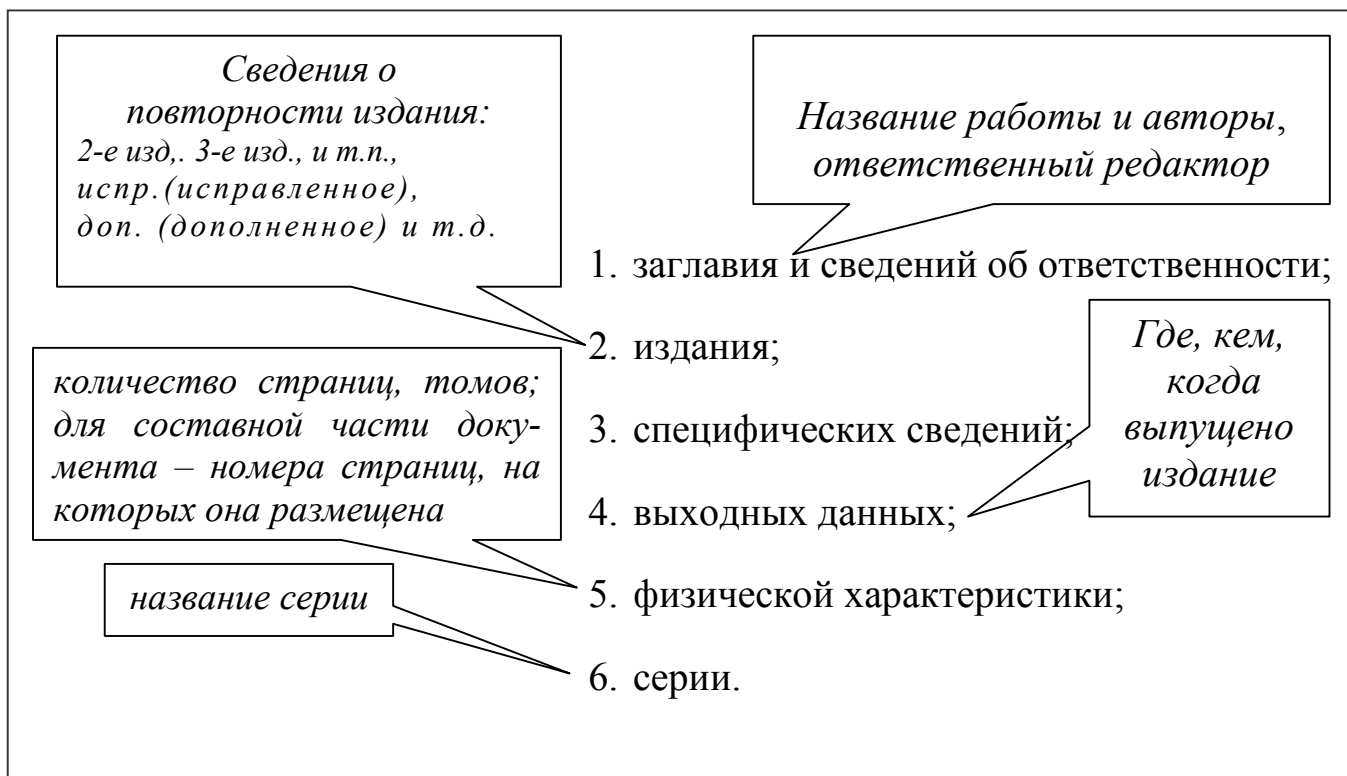 Сведения о
повторности издания:
2-е изд,. 3-е изд., и т.п.,
испр.(исправленное),
доп. (дополненное) и т.д.
Название работы и авторы,
ответственный редактор
1. заглавия и сведений об ответственности;
2. издания;
Где, кем,
когда
выпущено
издание
количество страниц, томов;
для составной части доку-
мента – номера страниц, на
которых она размещена
3. специфических сведений;
4. выходных данных;
название серии
5. физической характеристики;
6. серии.